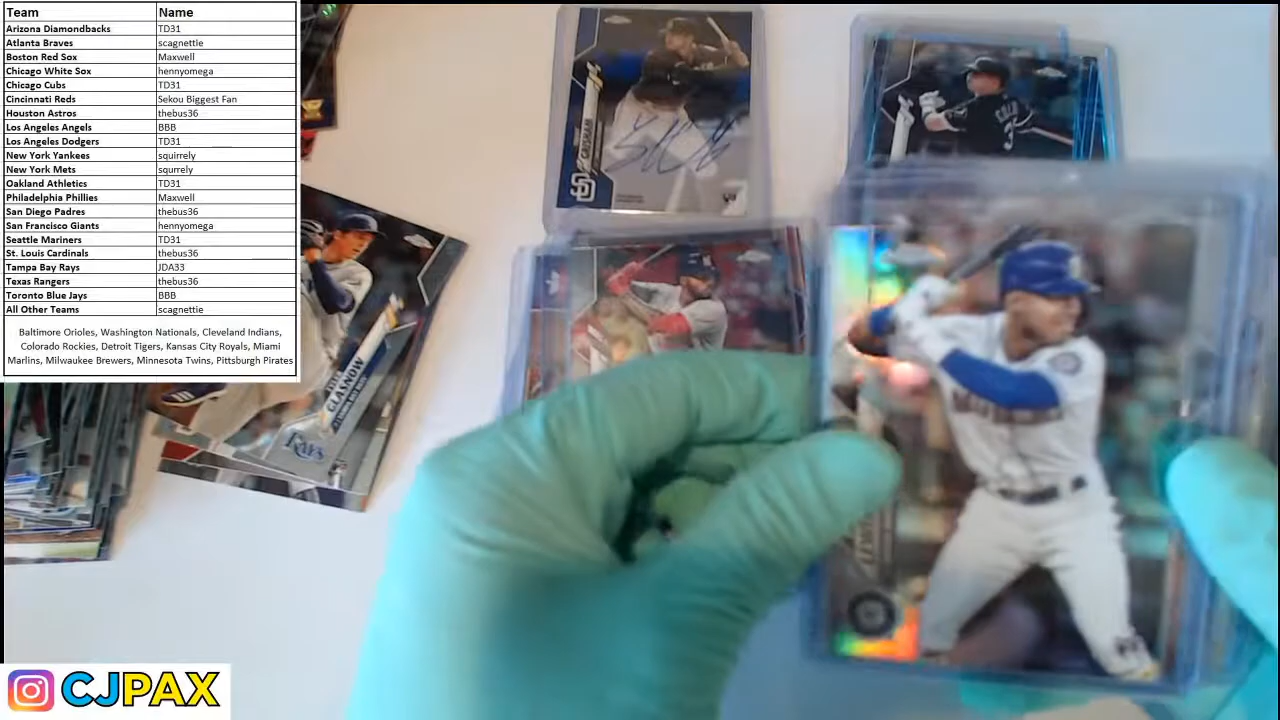 Team Name
Arizona Diamondbacks TD31
Atlanta Braves scagnettie
Boston Red Sox Maxwell
Chicago White Sox hennyomega
Chicago Cubs TD31
Cincinnati Reds Sekou Biggest Fan
Houston Astros thebus36
Los Angeles Angels BBB
Los Angeles Dodgers TD31
New York Yankees squirrely
New York Mets squrrely
Oakland Athletics TD31
Philadelphia Phillies Maxwell
San Diego Padres thebus36
San Francisco Giants hennyomega
Seattle Mariners TD31
St. Louis Cardinals thebus36
Tampa Bay Rays JDA33
Texas Rangers thebus36
Toronto Blue Jays BBB
All Other Teams scagnettie
Baltimore Orioles, Washington Nationals, Cleveland Indians,
Colorado Rockies, Detroit Tigers, Kansas City Royals, Miami
Marlins, Milwaukee Brewers, Minnesota Twins, Pittsburgh Pirates
GRISHAM
SD
GLASNOW
RAYS
LEWIS
CJPAX